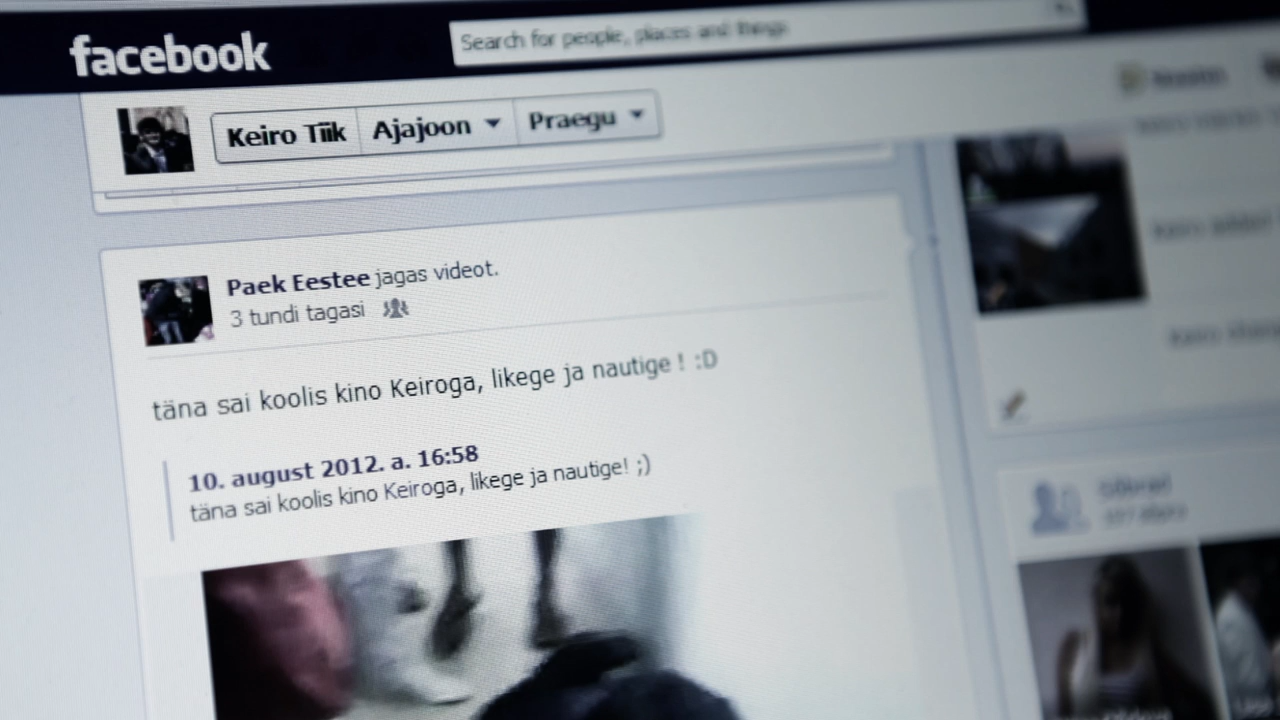 facebook
Search for people, places and things
Keiro Tiik Ajajoon Praegu
Paek Eestee jagas videot.
3 tundi tagasi
täna sai koolis kino Keiroga, likege ja nautige ! :D
10. august 2012. a. 16:58
täna sai koolis kino Keiroga, likege ja nautige! ;)
Sõbrad